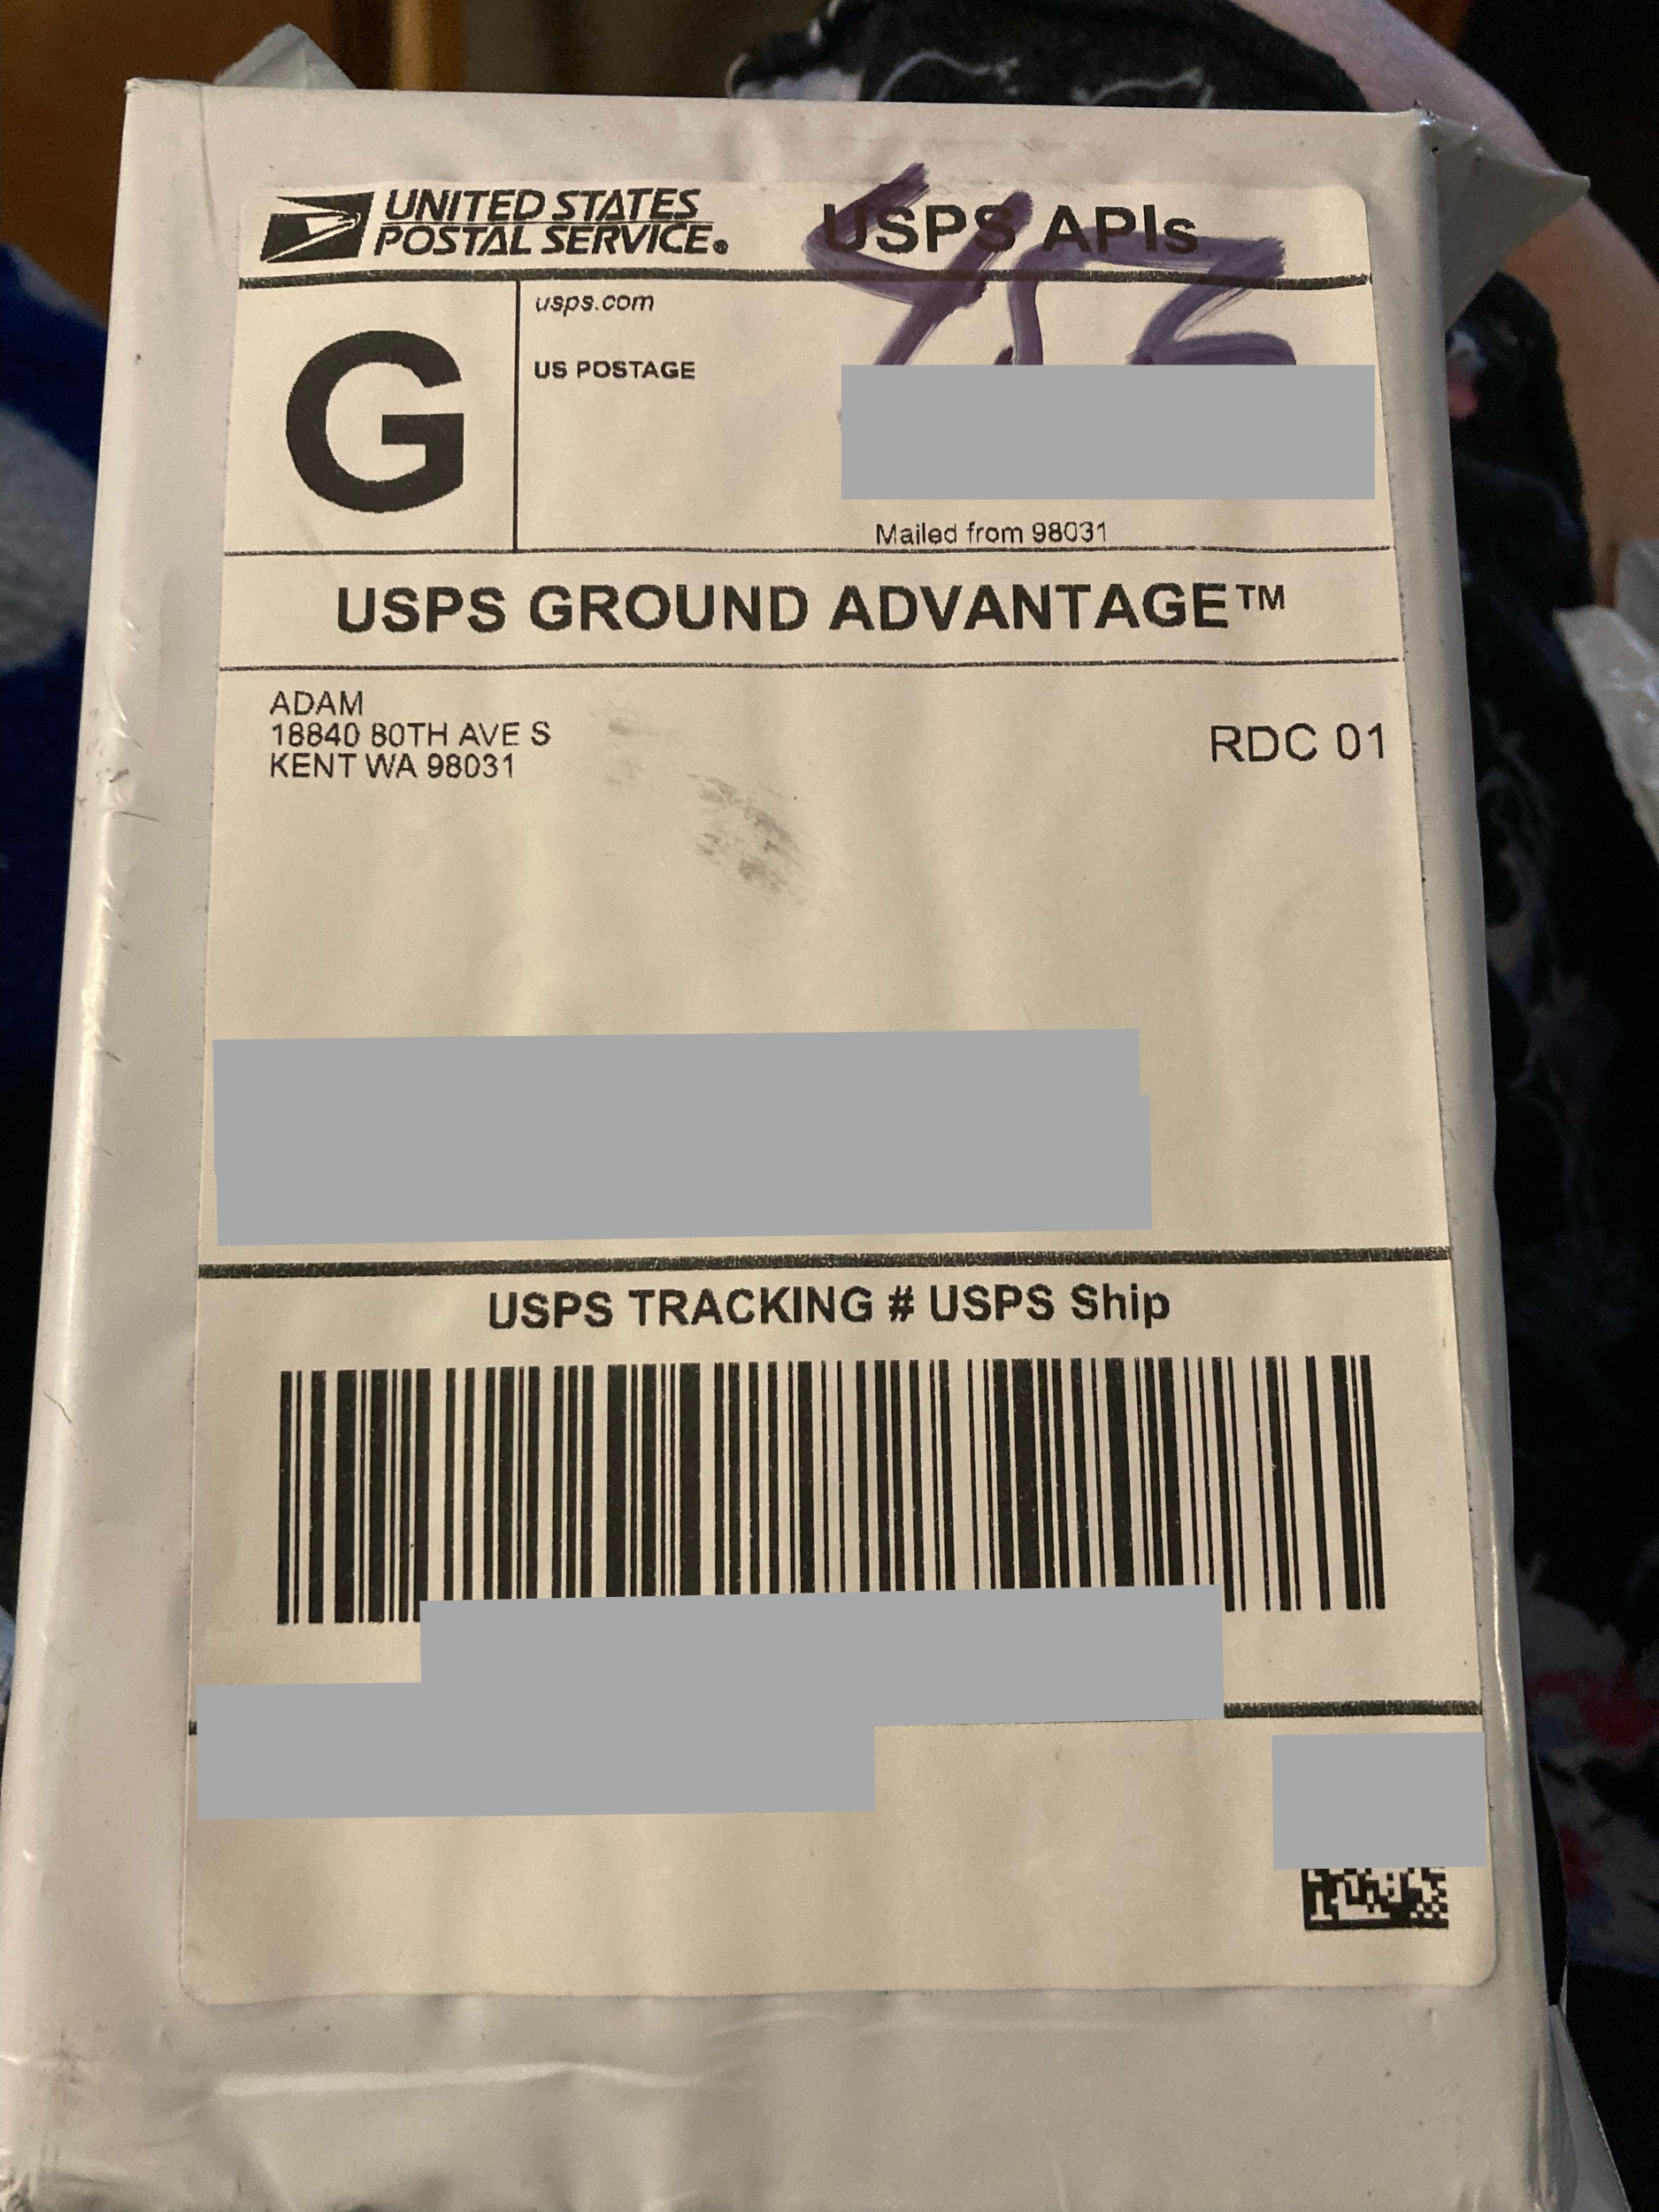 UNITED STATES
POSTAL SERVICE®
USPS APIs
G
usps.com
US POSTAGE
Mailed from 98031
USPS GROUND ADVANTAGE™
ADAM
18840 80TH AVE S
KENT WA 98031
RDC 01
USPS TRACKING # USPS Ship